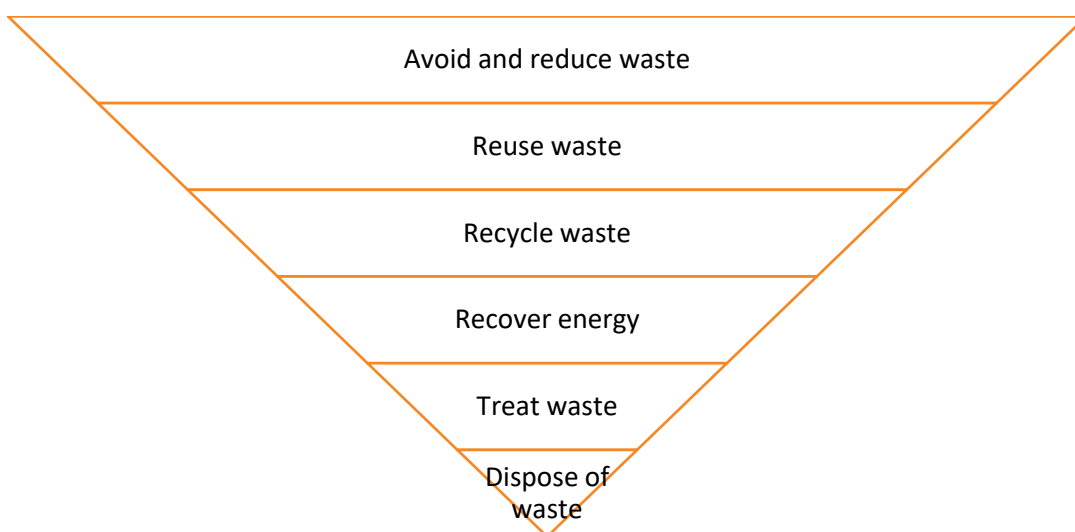 Avoid and reduce waste
Reuse waste
Recycle waste
Recover energy
Treat waste
Dispose of
waste